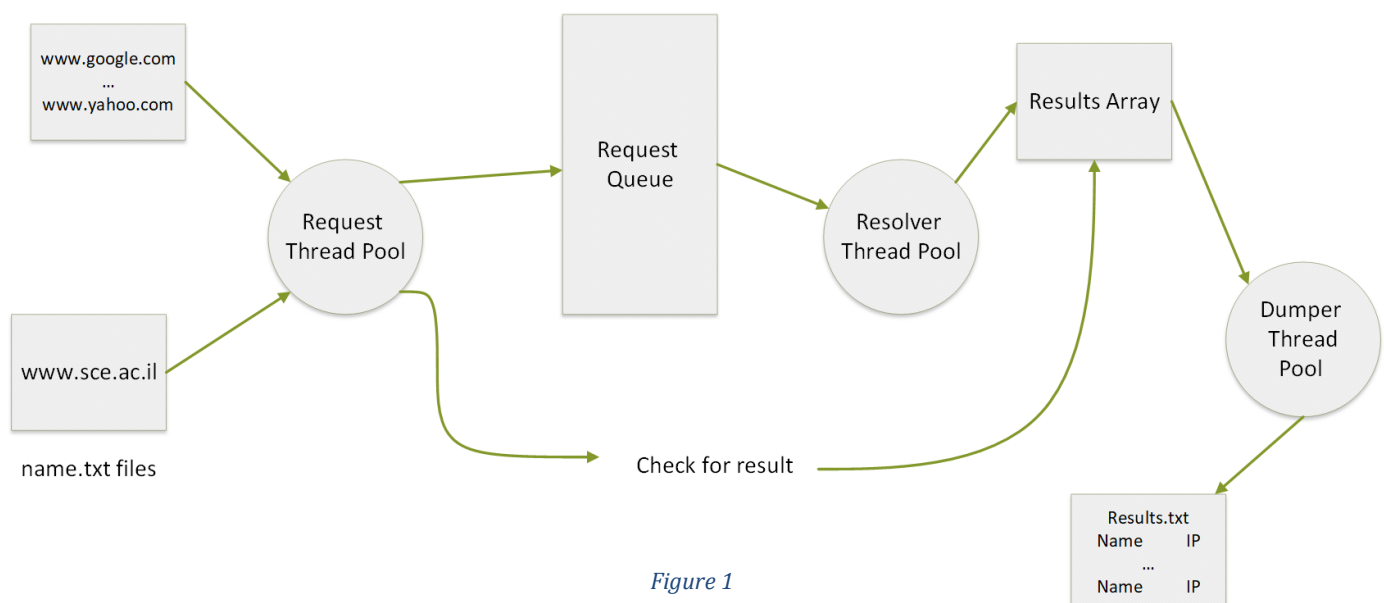 www.google.com
...
www.yahoo.com
www.sce.ac.il
name.txt files
Request
Thread Pool
Request
Queue
Resolver
Thread Pool
Results Array
Check for result
Dumper
Thread
Pool
Results.txt
Name IP
...
Name IP
Figure 1